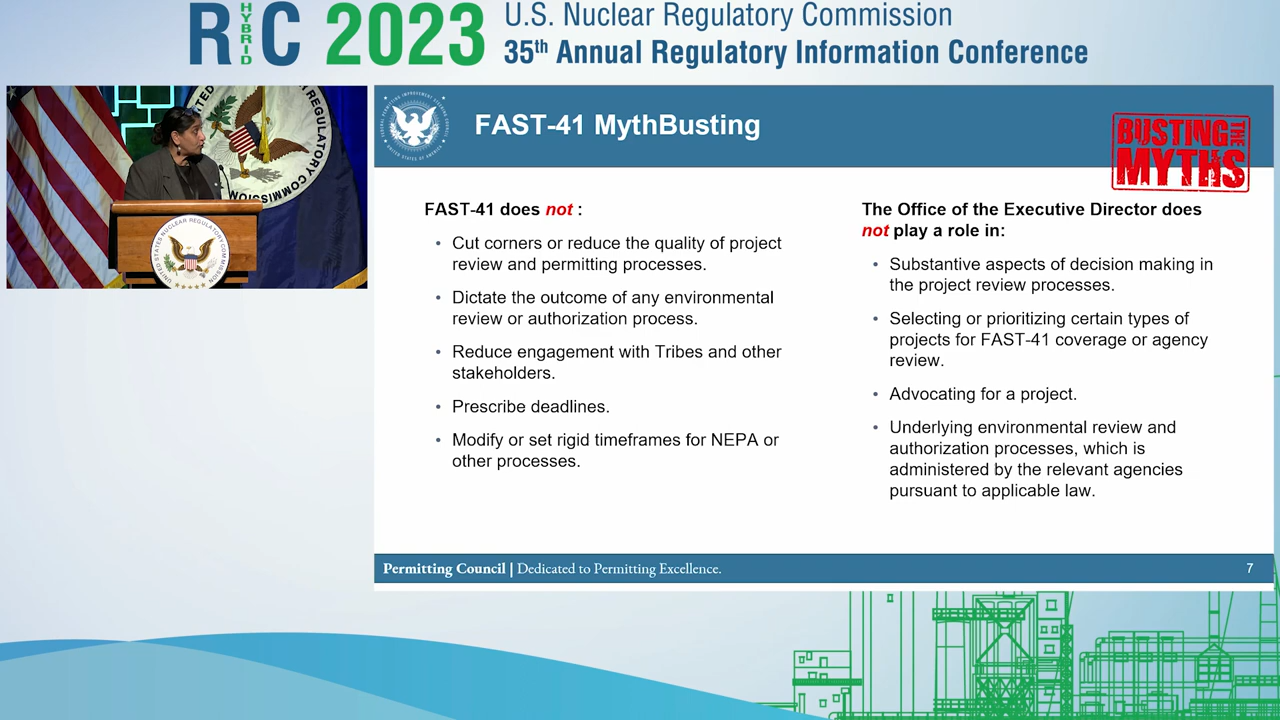 RIC 2023
HYBRID
U.S. Nuclear Regulatory Commission
35th Annual Regulatory Information Conference
FAST-41 MythBusting
BUSTING
THE
MYTHS
FAST-41 does not :
• Cut corners or reduce the quality of project
review and permitting processes.
• Dictate the outcome of any environmental
review or authorization process.
• Reduce engagement with Tribes and other
stakeholders.
• Prescribe deadlines.
• Modify or set rigid timeframes for NEPA or
other processes.
The Office of the Executive Director does
not play a role in:
• Substantive aspects of decision making in
the project review processes.
• Selecting or prioritizing certain types of
projects for FAST-41 coverage or agency
review.
• Advocating for a project.
• Underlying environmental review and
authorization processes, which is
administered by the relevant agencies
pursuant to applicable law.
Permitting Council | Dedicated to Permitting Excellence.
7
UNITED STATES NUCLEAR REGULATORY COMMISSION